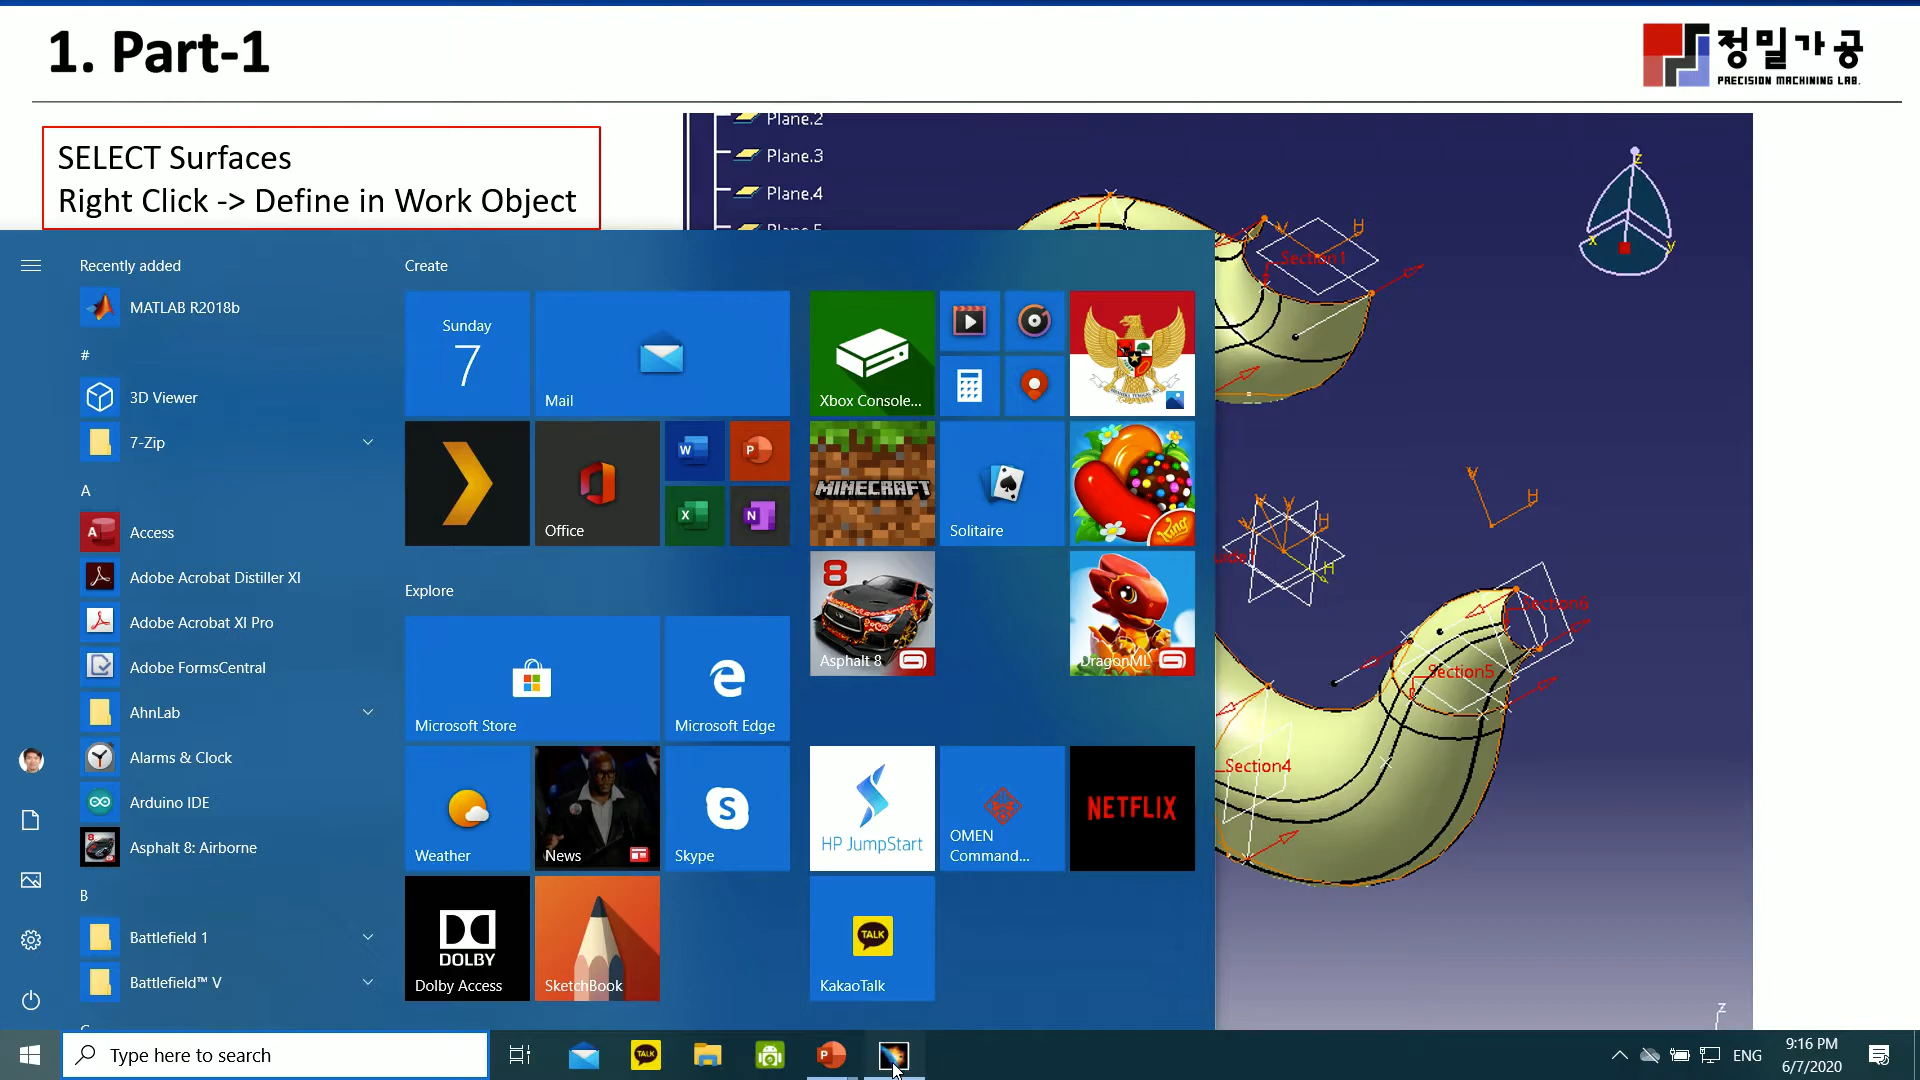 1. Part-1
정밀가공
PRECISION MACHINING LAB.
SELECT Surfaces
Right Click -> Define in Work Object
Plane.2
Plane.3
Plane.4
Plane.5
Section1
Section6
Section5
Section4
z
x
y
V
H
V
H
V
V
H
H
z
Recently added
MATLAB R2018b
#
3D Viewer
7-Zip
A
Access
Adobe Acrobat Distiller XI
Adobe Acrobat XI Pro
Adobe FormsCentral
AhnLab
Alarms & Clock
Arduino IDE
Asphalt 8: Airborne
B
Battlefield 1
Battlefield™ V
Create
Sunday
7
Mail
Office
Explore
Microsoft Store
Microsoft Edge
Weather
News
Skype
DOLBY
Dolby Access
SketchBook
Xbox Console...
MINECRAFT
Solitaire
King
8
Asphalt 8
DragonML
HP JumpStart
OMEN
Command...
NETFLIX
TALK
KakaoTalk
Type here to search
TALK
ENG
9:16 PM
6/7/2020